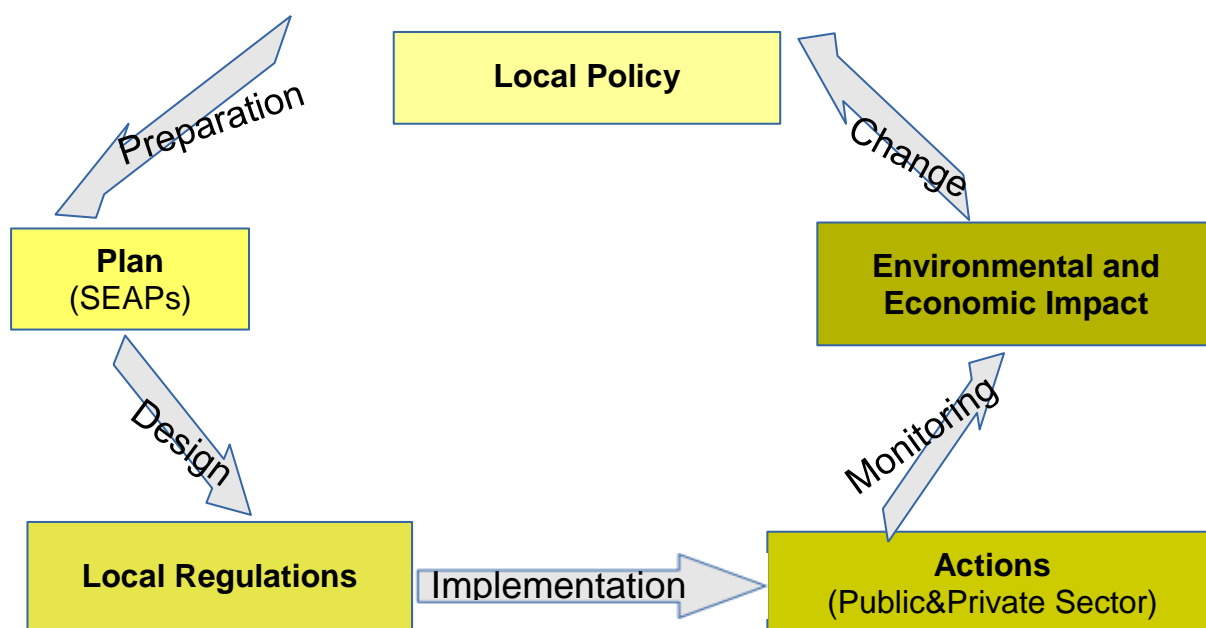 Local Policy
Preparation
Change
Plan
(SEAPs)
Environmental and
Economic Impact
Design
Monitoring
Local Regulations
Implementation
Actions
(Public&Private Sector)